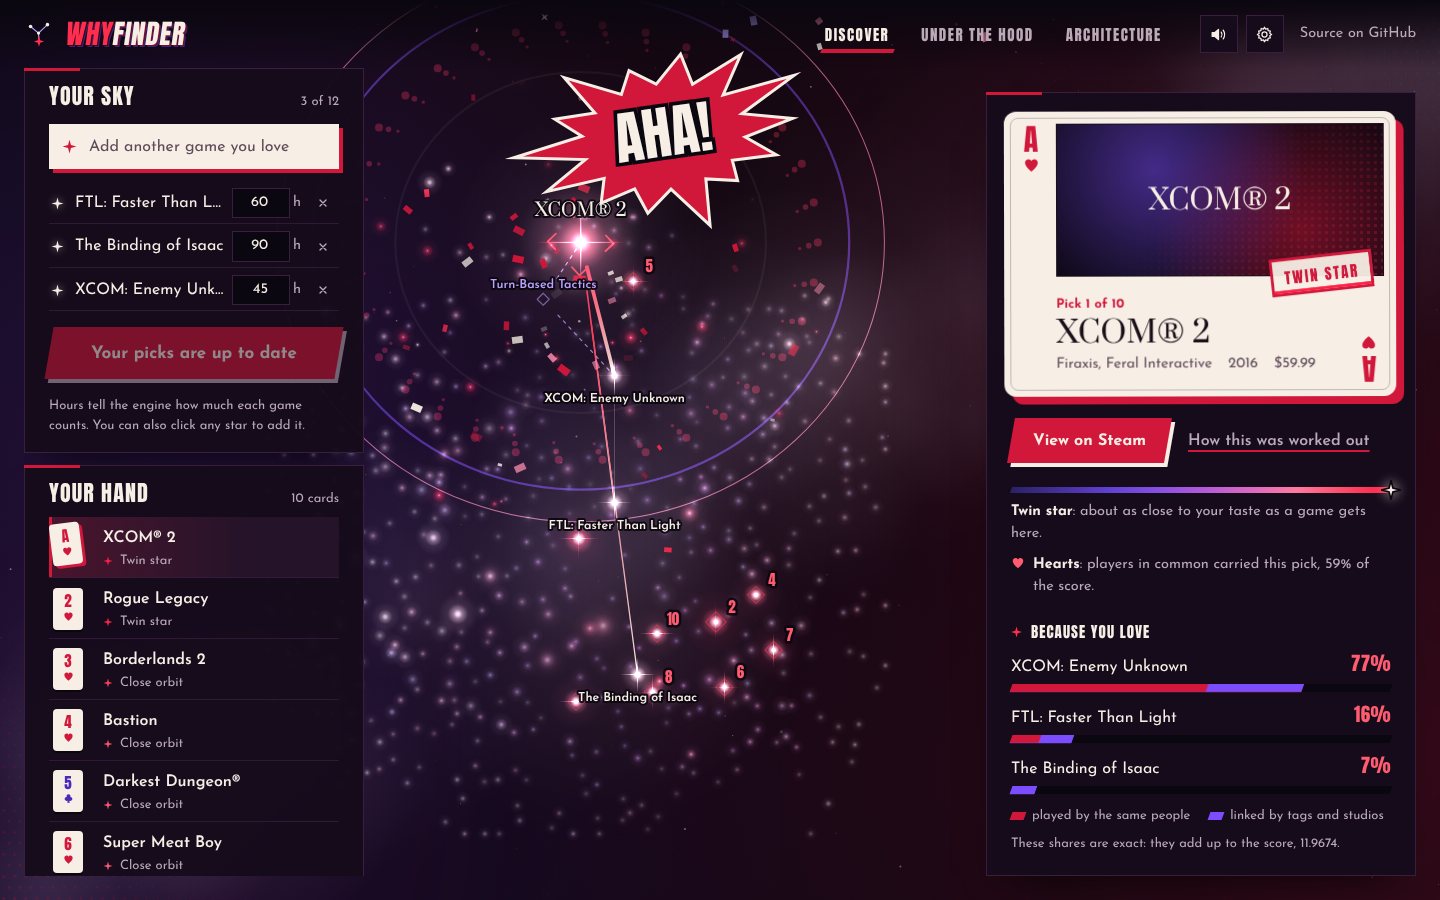 WHYFINDER
DISCOVER
UNDER THE HOOD
ARCHITECTURE
Source on GitHub
YOUR SKY
3 of 12
Add another game you love
FTL: Faster Than L...
60 h ×
The Binding of Isaac
90 h ×
XCOM: Enemy Unk...
45 h ×
Your picks are up to date
Hours tell the engine how much each game
counts. You can also click any star to add it.
YOUR HAND
10 cards
A
XCOM® 2
Twin star
2
Rogue Legacy
Twin star
3
Borderlands 2
Close orbit
4
Bastion
Close orbit
5
Darkest Dungeon®
Close orbit
6
Super Meat Boy
Close orbit
AHA!
XCOM® 2
5
Turn-Based Tactics
XCOM: Enemy Unknown
FTL: Faster Than Light
4
2
10
7
8
6
The Binding of Isaac
A
XCOM® 2
TWIN STAR
Pick 1 of 10
XCOM® 2
Firaxis, Feral Interactive 2016 $59.99
A
View on Steam
How this was worked out
Twin star: about as close to your taste as a game gets
here.
Hearts: players in common carried this pick, 59% of
the score.
BECAUSE YOU LOVE
XCOM: Enemy Unknown 77%
FTL: Faster Than Light 16%
The Binding of Isaac 7%
played by the same people
linked by tags and studios
These shares are exact: they add up to the score, 11.9674.